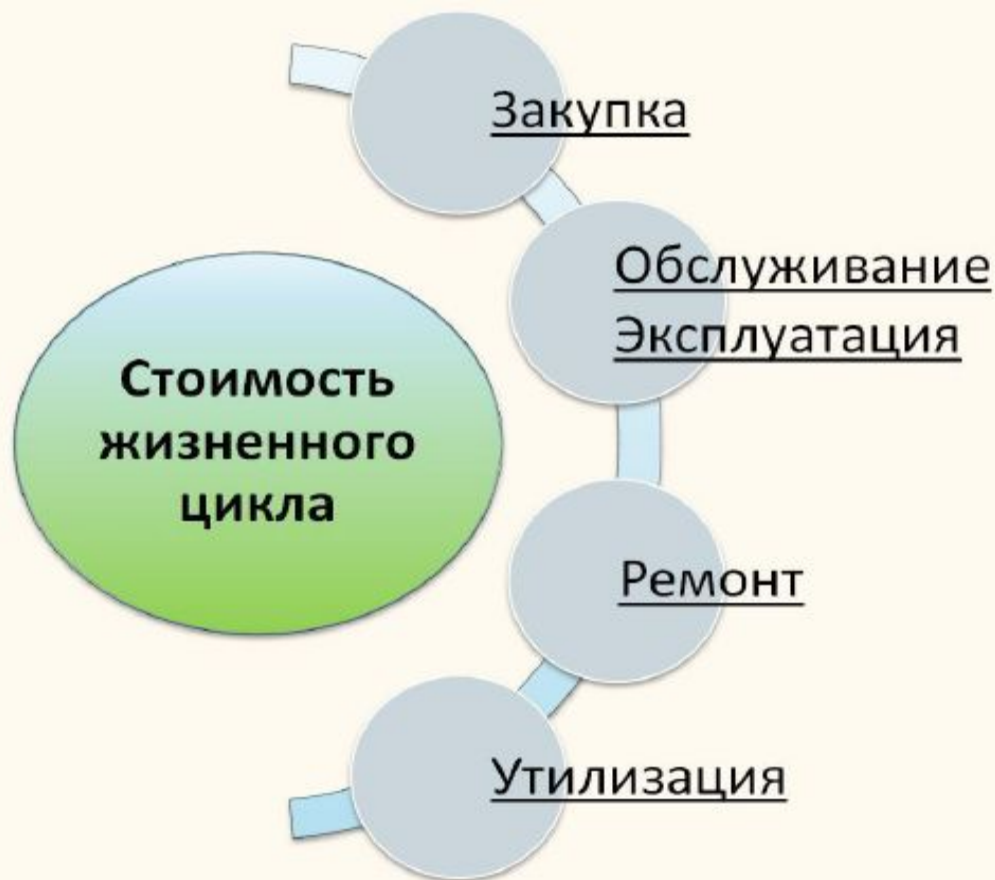 Закупка
Обслуживание
Эксплуатация
Стоимость
жизненного
цикла
Ремонт
Утилизация